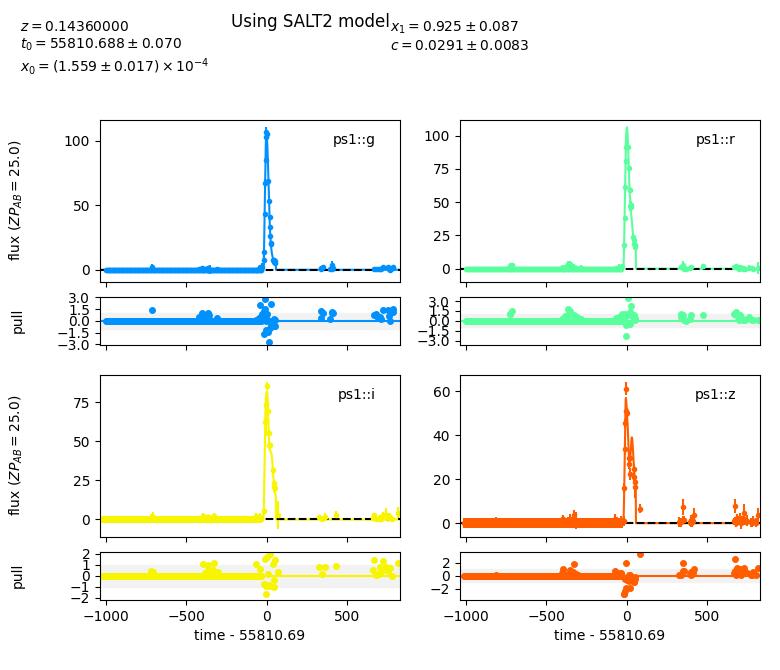 Using SALT2 model
z = 0.14360000
t₀ = 55810.688 ± 0.070
x₀ = (1.559 ± 0.017) × 10⁻⁴
x₁ = 0.925 ± 0.087
c = 0.0291 ± 0.0083
flux (ZP_AB = 25.0)
100
50
0
ps1::g
100
75
50
25
0
ps1::r
pull
3.0
1.5
0.0
−1.5
−3.0
3.0
1.5
0.0
−1.5
−3.0
flux (ZP_AB = 25.0)
75
50
25
0
ps1::i
60
40
20
0
ps1::z
pull
2
1
0
−1
−2
2
0
−2
−1000 −500 0 500
−1000 −500 0 500
time - 55810.69
time - 55810.69